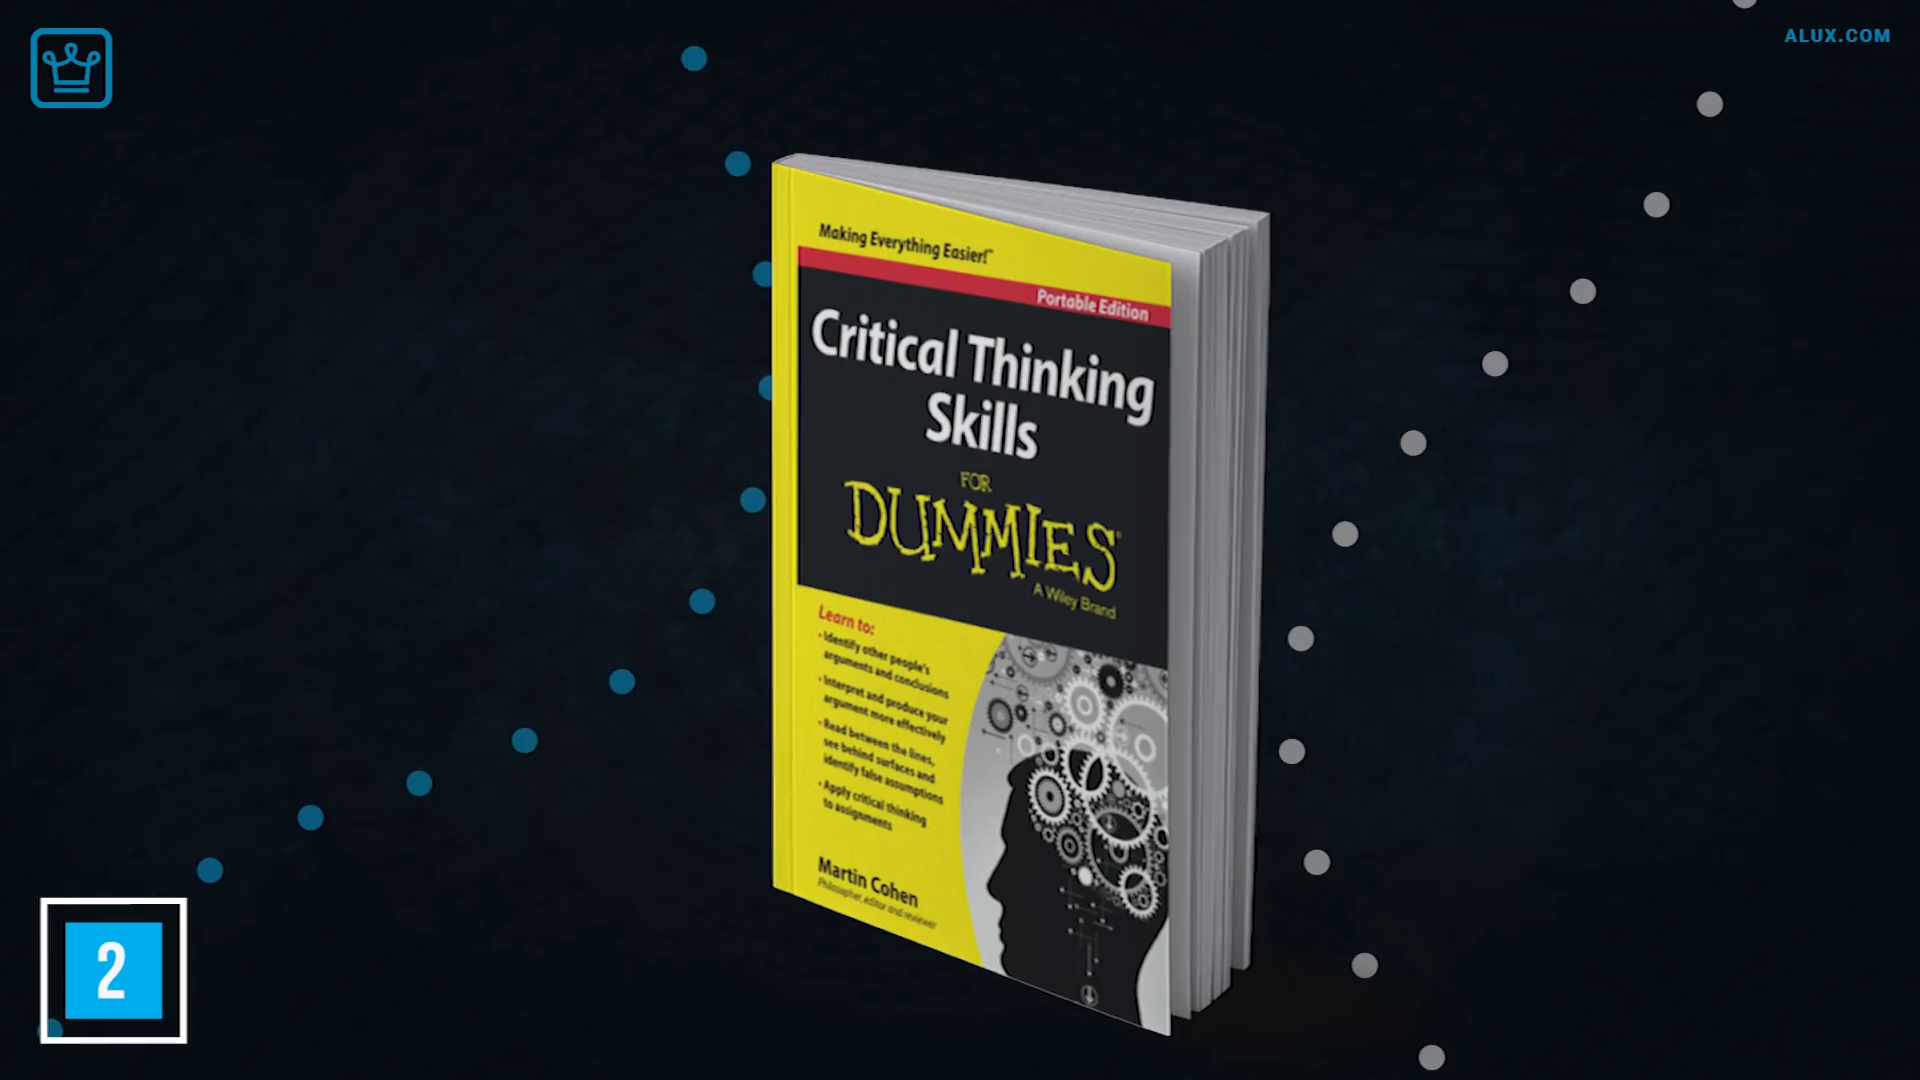 ALUX.COM
Making Everything Easier!™
Portable Edition
Critical Thinking
Skills
FOR
DUMMIES®
A Wiley Brand
Learn to:
• Identify other people's
arguments and conclusions
• Interpret and produce your
argument more effectively
• Read between the lines,
see behind surfaces and
identify false assumptions
• Apply critical thinking
to assignments
Martin Cohen
Philosopher, editor and reviewer
2